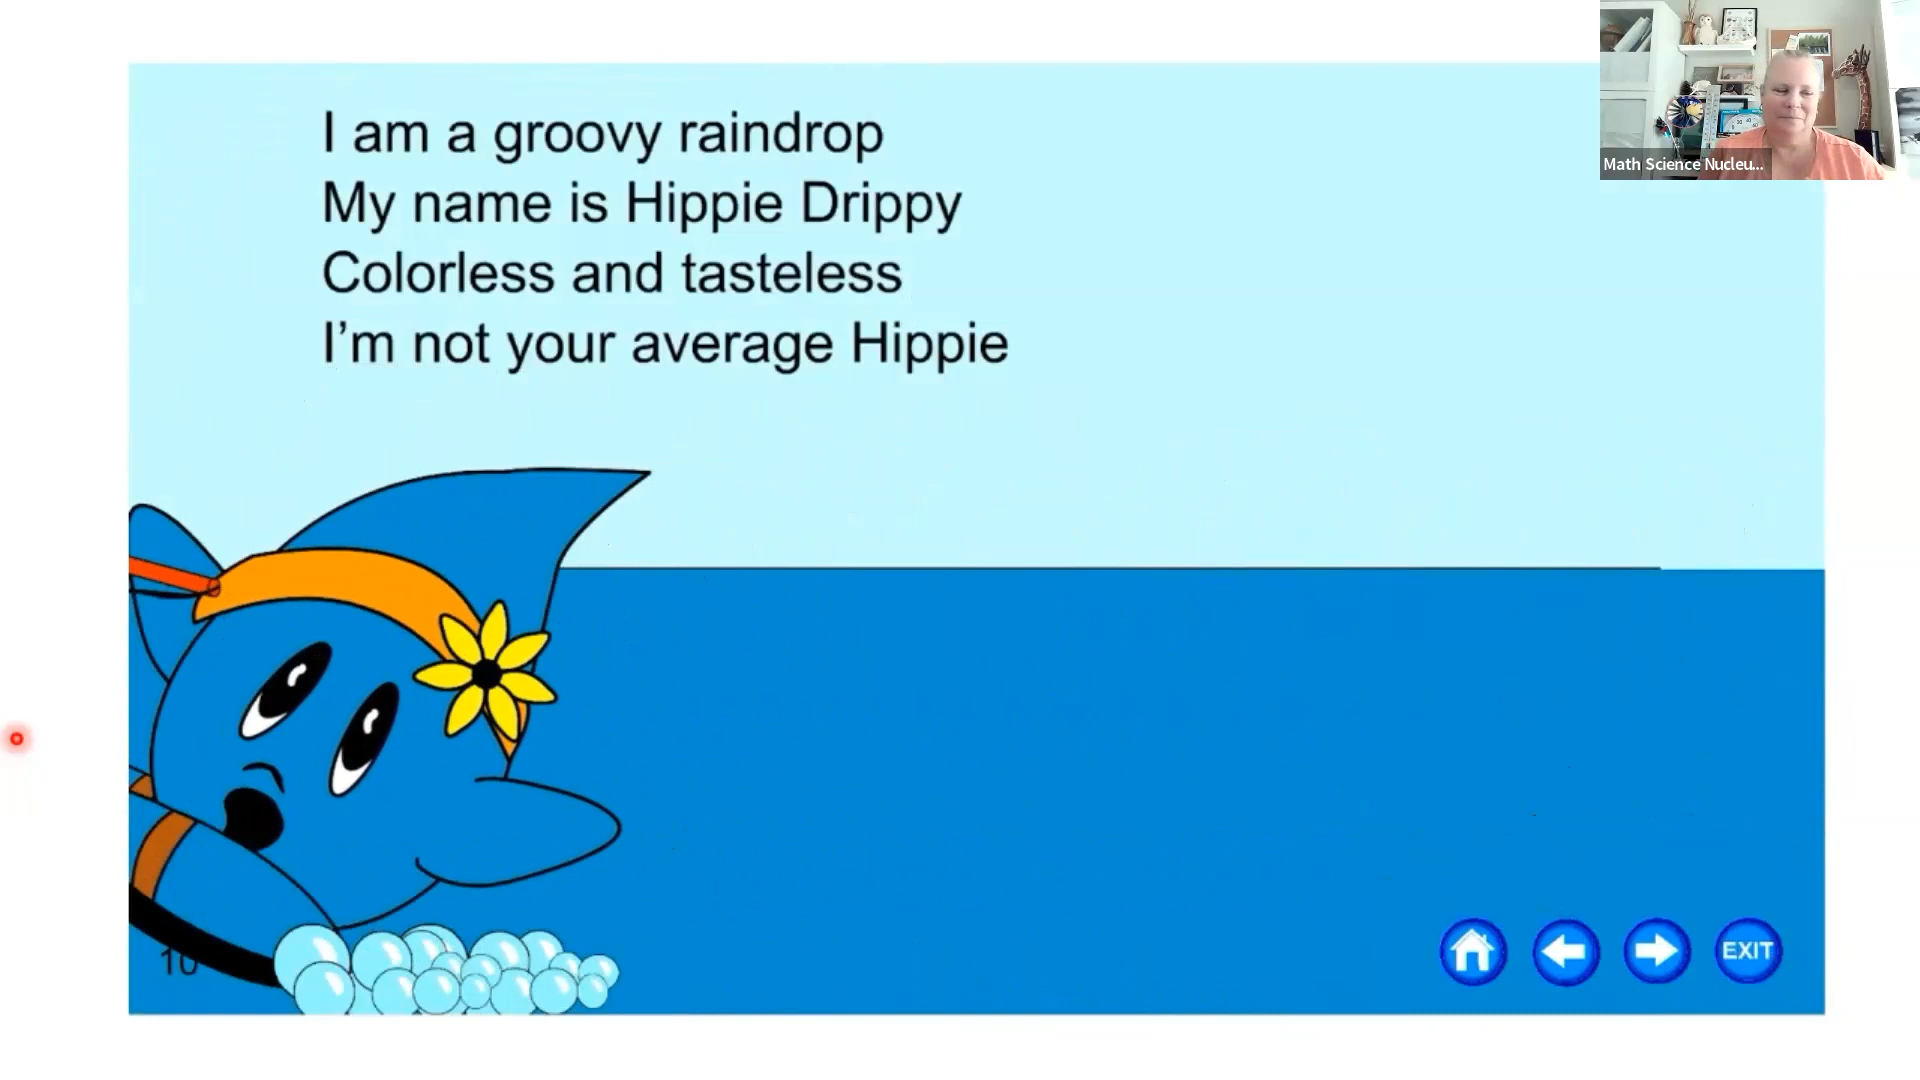 I am a groovy raindrop
My name is Hippie Drippy
Colorless and tasteless
I’m not your average Hippie
Math Science Nucleu...
10
EXIT